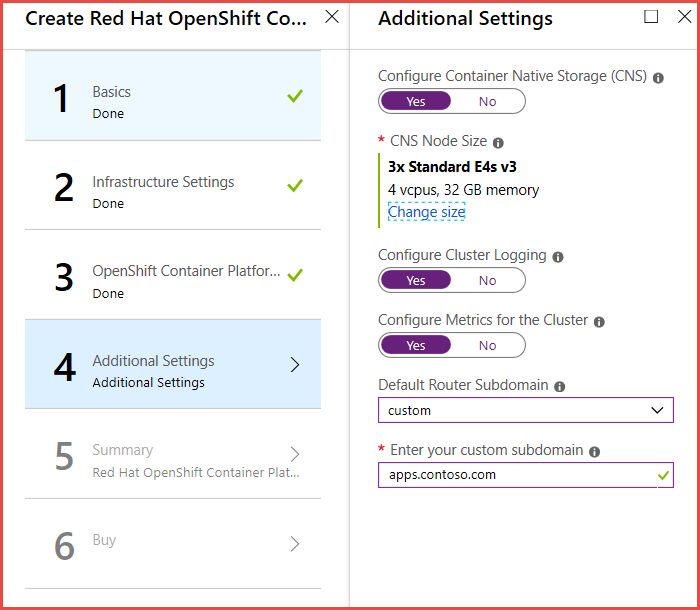 Create Red Hat OpenShift Co...
1
Basics
Done
2
Infrastructure Settings
Done
3
OpenShift Container Platfor...
Done
4
Additional Settings
Additional Settings
5
Summary
Red Hat OpenShift Container Plat...
6
Buy
Additional Settings
Configure Container Native Storage (CNS)
Yes No
* CNS Node Size
3x Standard E4s v3
4 vcpus, 32 GB memory
Change size
Configure Cluster Logging
Yes No
Configure Metrics for the Cluster
Yes No
Default Router Subdomain
custom
* Enter your custom subdomain
apps.contoso.com